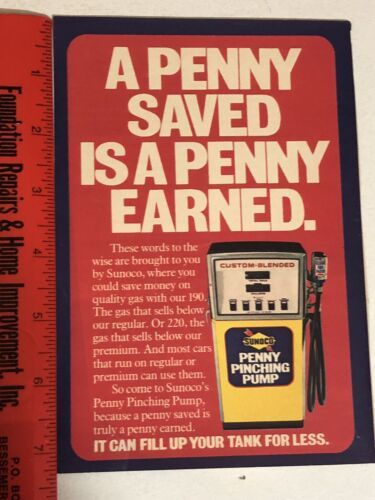 A PENNY
SAVED
IS A PENNY
EARNED.
These words to the
wise are brought to you
by Sunoco, where you
could save money on
quality gas with our 190.
The gas that sells below
our regular. Or 220, the
gas that sells below our
premium. And most cars
that run on regular or
premium can use them.
So come to Sunoco's
Penny Pinching Pump,
because a penny saved is
truly a penny earned.
IT CAN FILL UP YOUR TANK FOR LESS.
CUSTOM-BLENDED
SUNOCO
PENNY
PINCHING
PUMP
Foundation Repairs & Home Improvement, Inc.
P.O. BO
BESSEMER
1
2
3
4
5
6
7